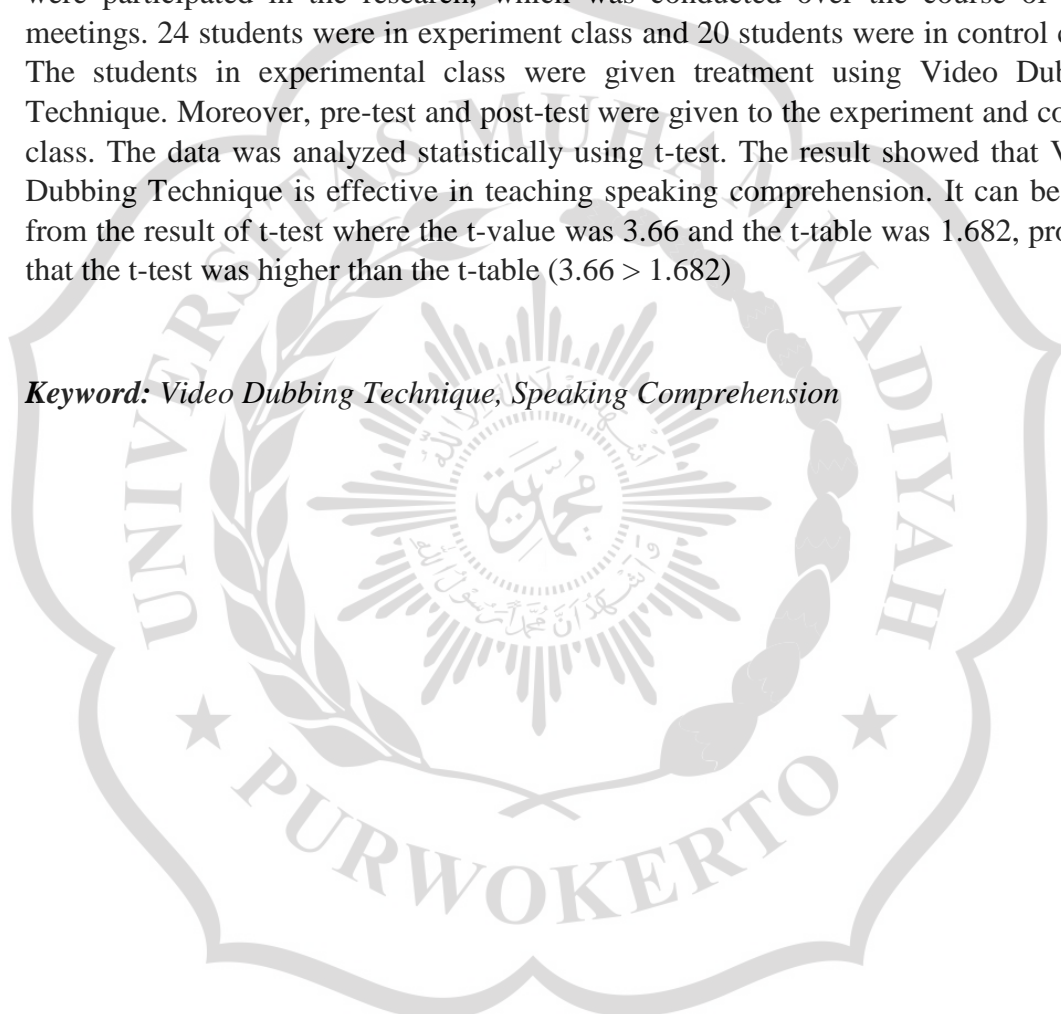 were participated in the research, which was conducted over the course of
meetings. 24 students were in experiment class and 20 students were in control
The students in experimental class were given treatment using Video
Technique. Moreover, pre-test and post-test were given to the experiment and
class. The data was analyzed statistically using t-test. The result showed that
Dubbing Technique is effective in teaching speaking comprehension. It can be
from the result of t-test where the t-value was 3.66 and the t-table was 1.682,
that the t-test was higher than the t-table (3.66 > 1.682)
Keyword: Video Dubbing Technique, Speaking Comprehension
UNIVERSITAS MUHAMMADIYAH
PURWOKERTO